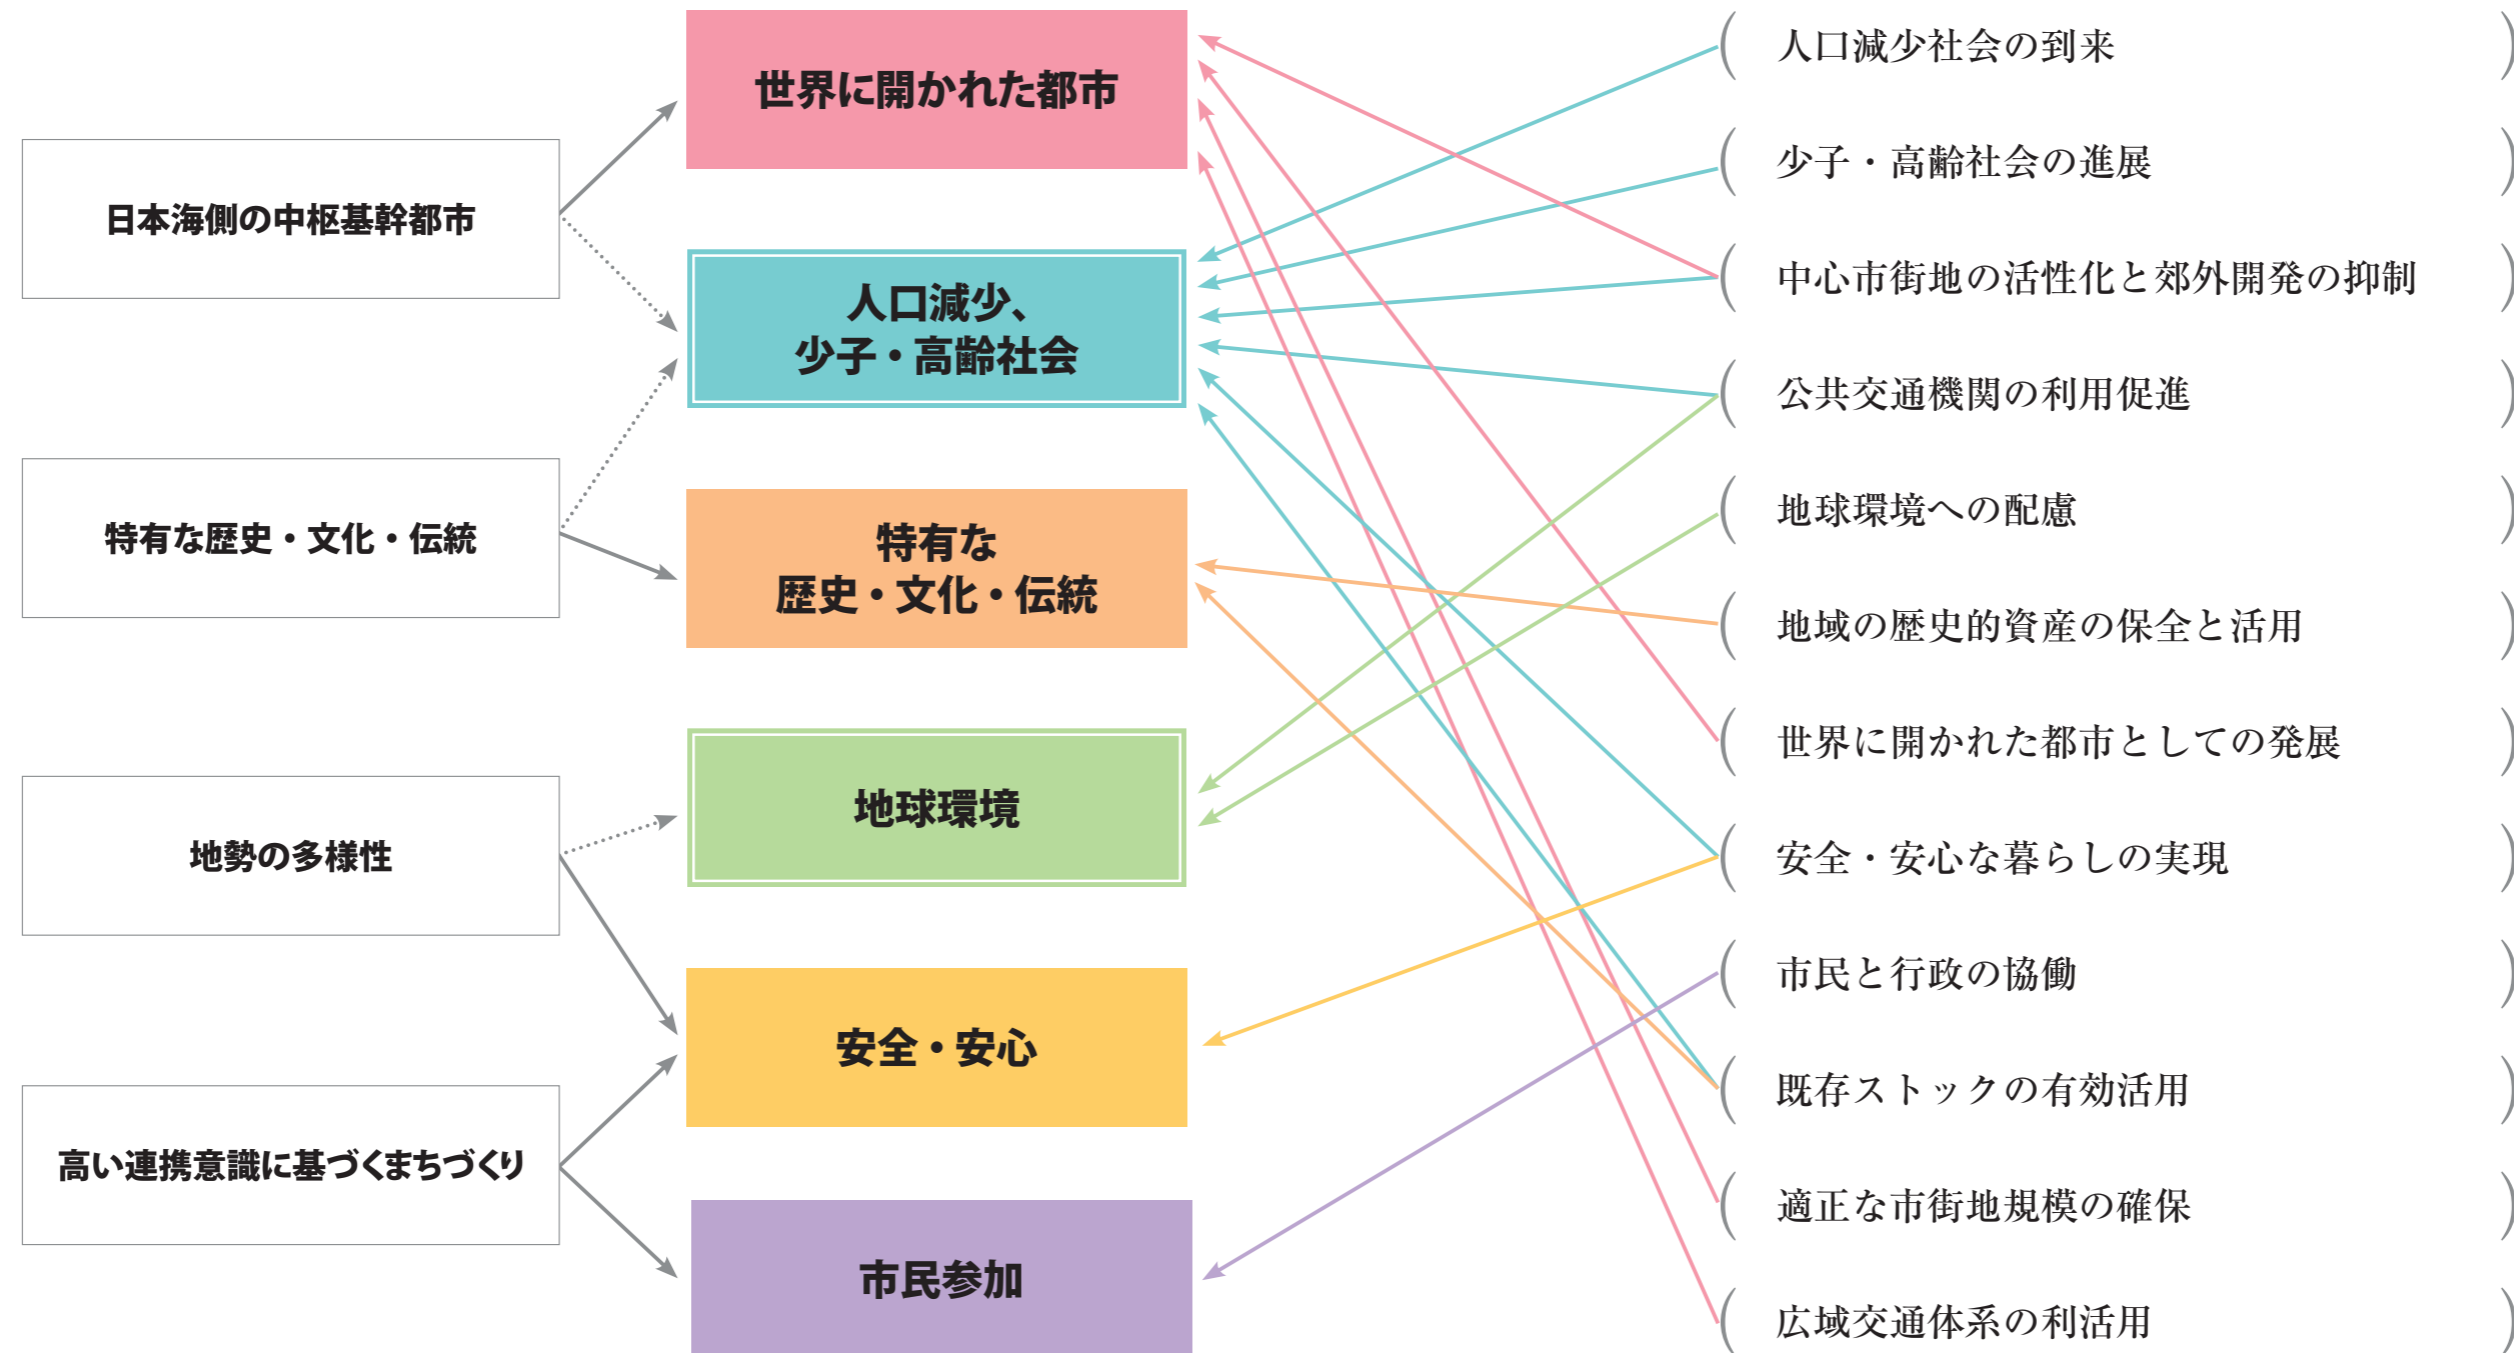 日本海側の中枢基幹都市
特有な歴史・文化・伝統
地勢の多様性
高い連携意識に基づくまちづくり
世界に開かれた都市
人口減少、
少子・高齢社会
特有な
歴史・文化・伝統
地球環境
安全・安心
市民参加
( 人口減少社会の到来 )
( 少子・高齢社会の進展 )
( 中心市街地の活性化と郊外開発の抑制 )
( 公共交通機関の利用促進 )
( 地球環境への配慮 )
( 地域の歴史的資産の保全と活用 )
( 世界に開かれた都市としての発展 )
( 安全・安心な暮らしの実現 )
( 市民と行政の協働 )
( 既存ストックの有効活用 )
( 適正な市街地規模の確保 )
( 広域交通体系の利活用 )